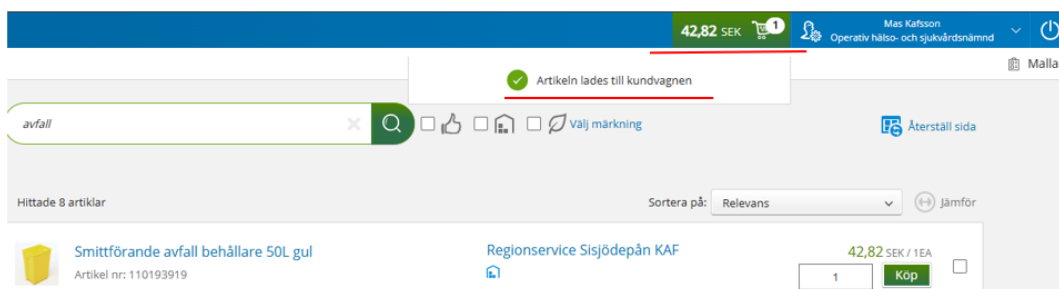 42,82 SEK 1
Mas Kafsson
Operativ hälso- och sjukvårdsnämnd
Malla
Artikeln lades till kundvagnen
avfall
Välj märkning
Återställ sida
Hittade 8 artiklar
Sortera på: Relevans
Jämför
Smittförande avfall behållare 50L gul
Regionservice Sisjödepån KAF
42,82 SEK / 1EA
Artikel nr: 110193919
1 Köp